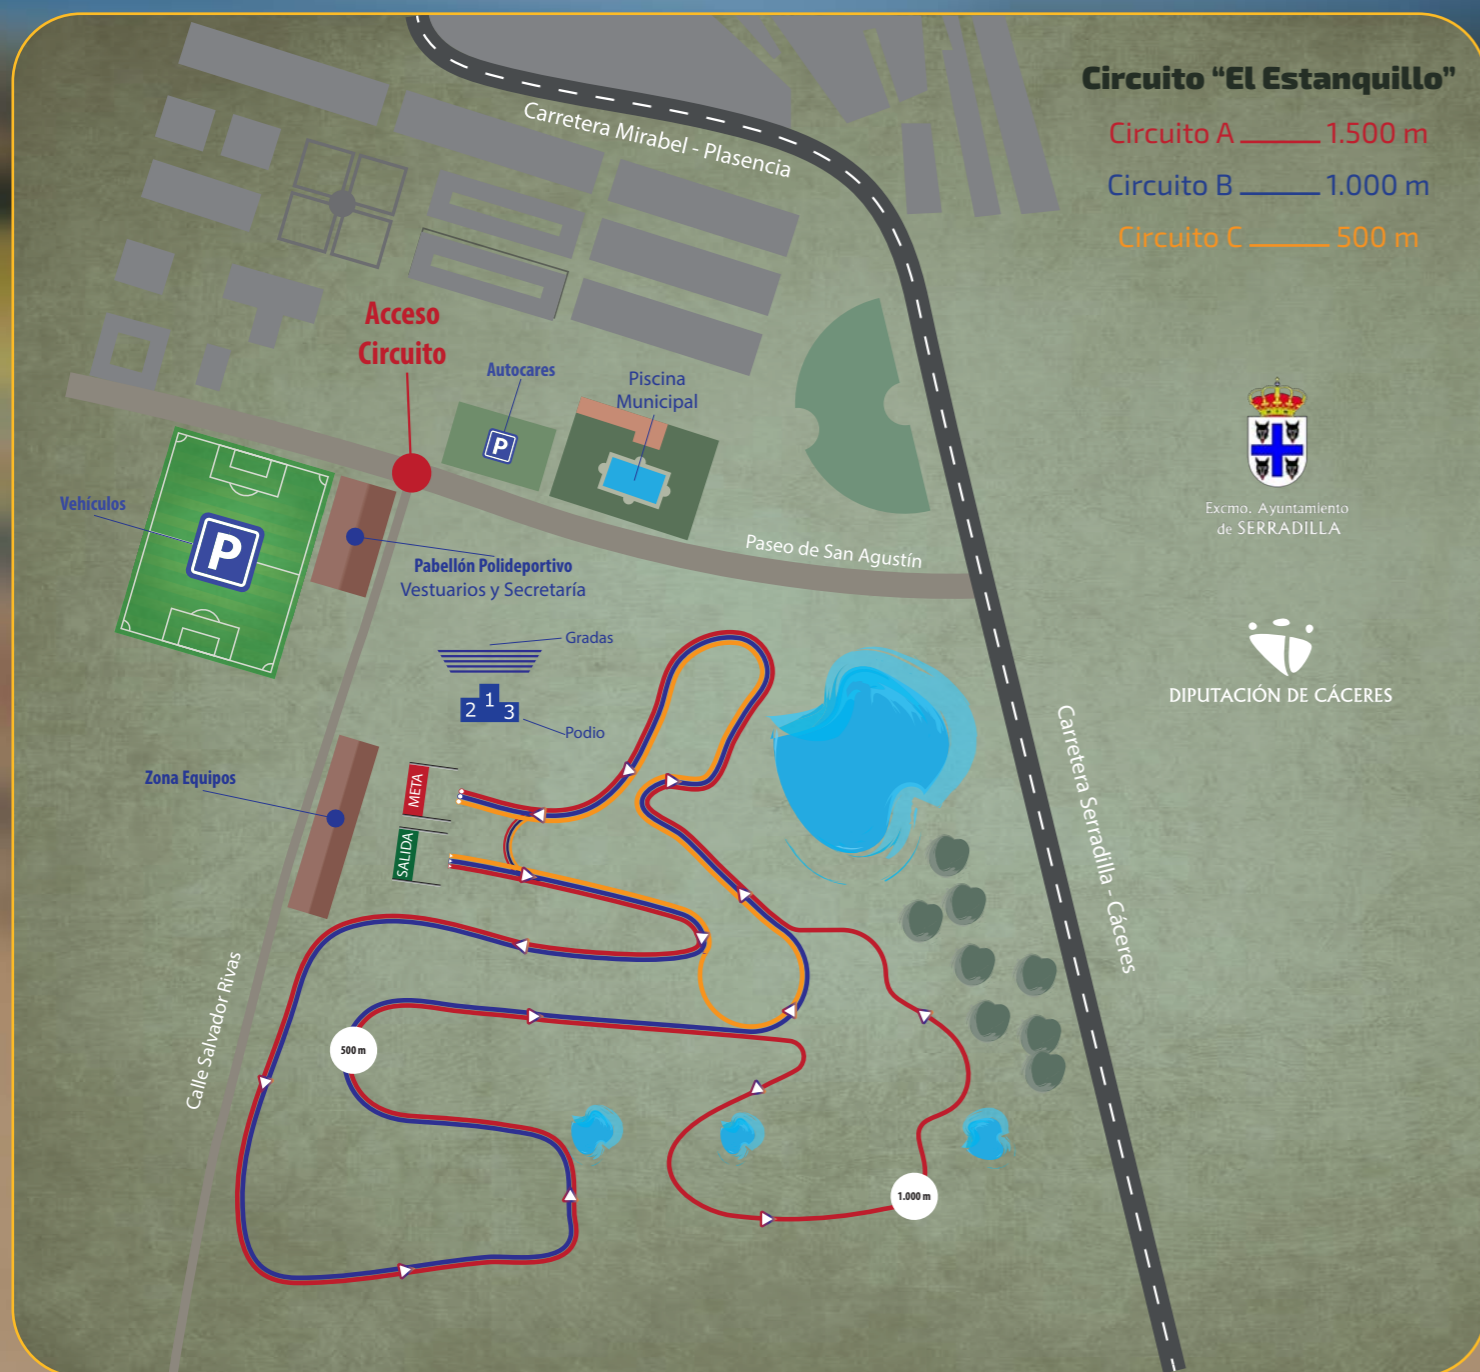 Circuito “El Estanquillo”
Circuito A 1.500 m
Circuito B 1.000 m
Circuito C 500 m
Carretera Mirabel - Plasencia
Acceso
Circuito
Autocares
P
Piscina
Municipal
Vehículos
P
Pabellón Polideportivo
Vestuarios y Secretaría
Paseo de San Agustín
Excmo. Ayuntamiento
de SERRADILLA
Gradas
2 1 3
Podio
DIPUTACIÓN DE CÁCERES
Zona Equipos
META
SALIDA
Carretera Serradilla - Cáceres
Calle Salvador Rivas
500 m
1.000 m